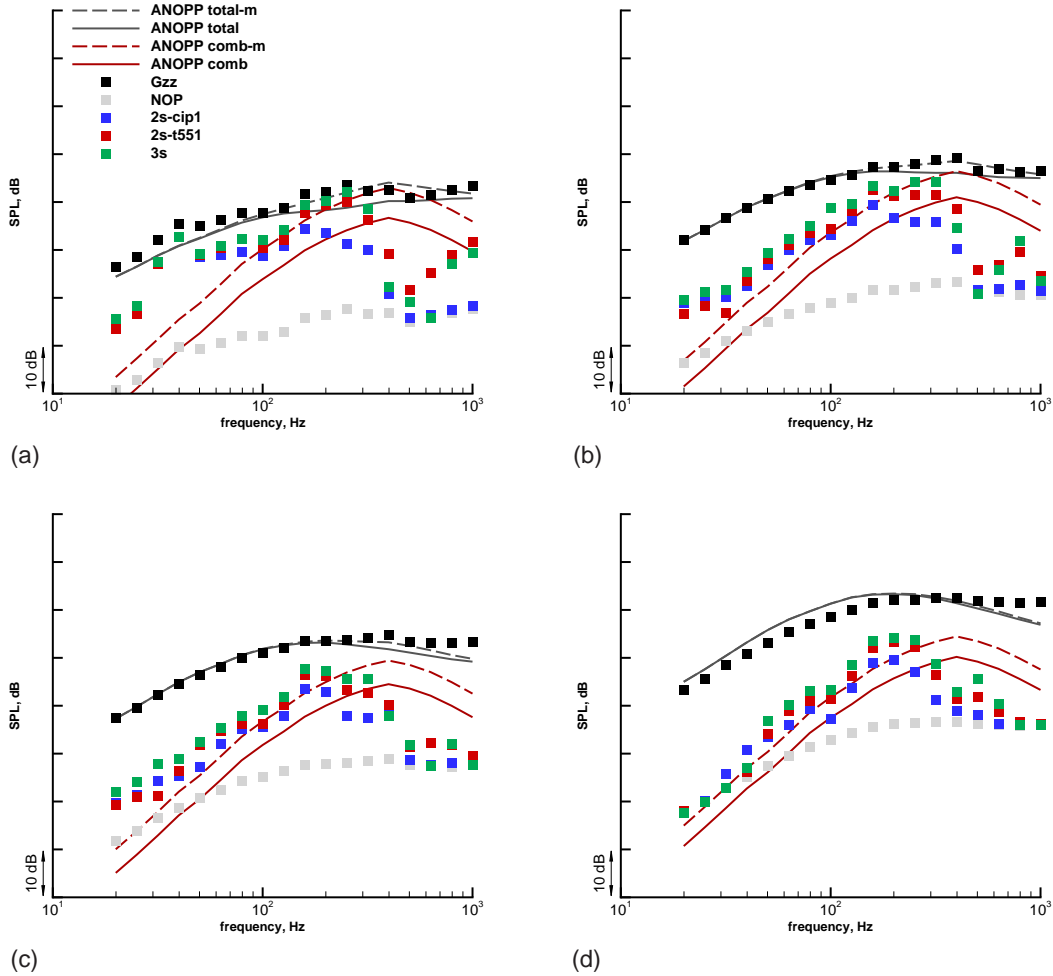 ANOPP total-m
ANOPP total
ANOPP comb-m
ANOPP comb
Gzz
NOP
2s-cip1
2s-t551
3s
SPL, dB
10 dB
10¹ 10² 10³
frequency, Hz
(a)
SPL, dB
10 dB
10¹ 10² 10³
frequency, Hz
(b)
SPL, dB
10 dB
10¹ 10² 10³
frequency, Hz
(c)
SPL, dB
10 dB
10¹ 10² 10³
frequency, Hz
(d)